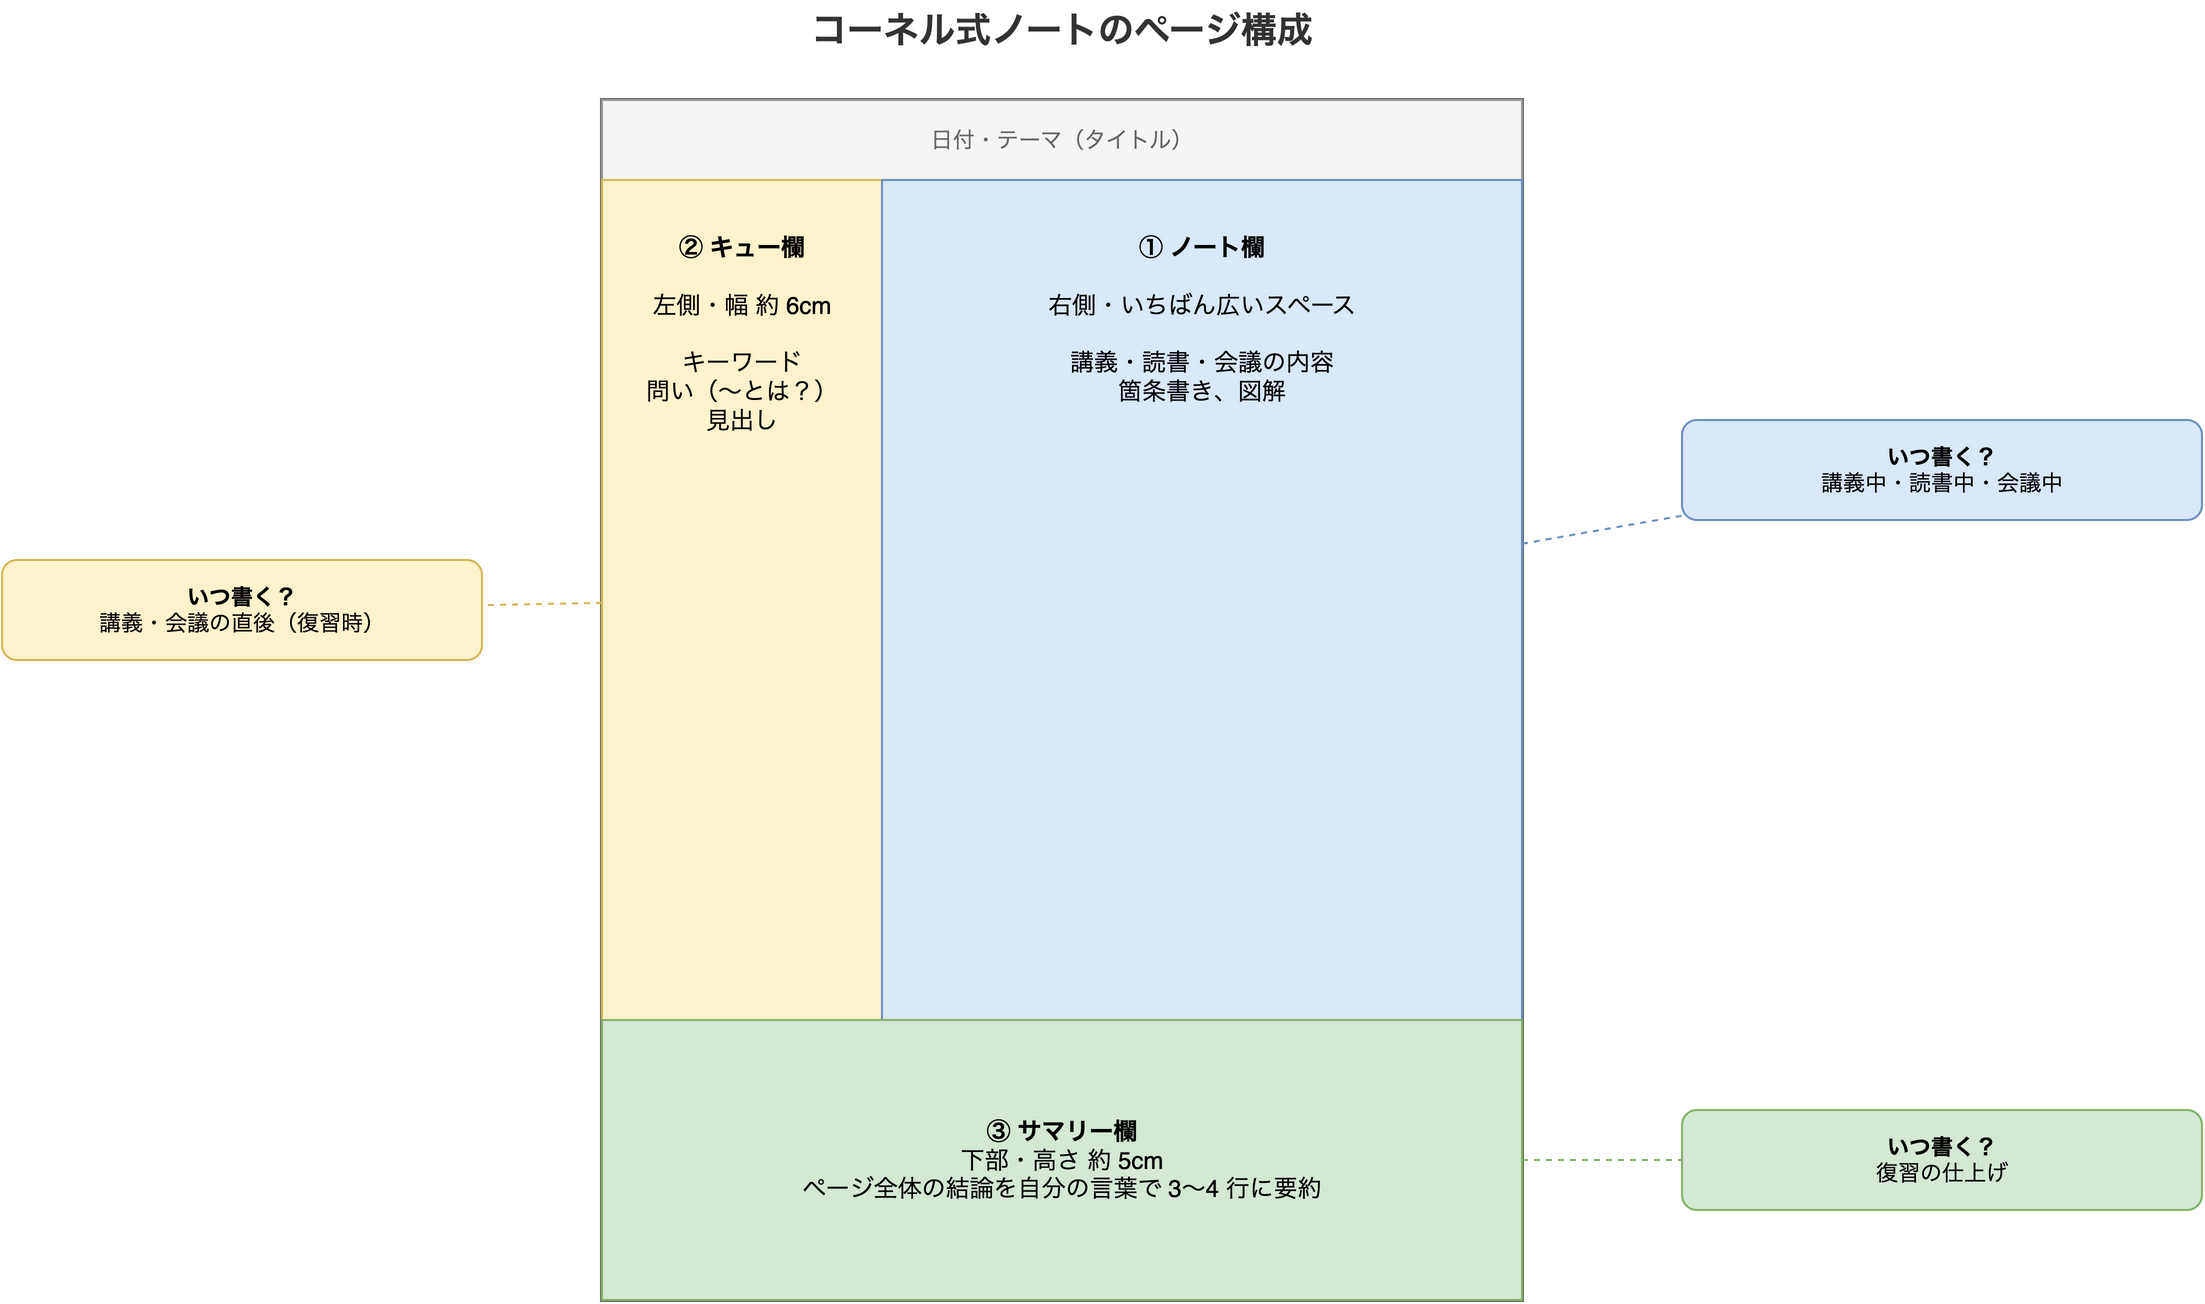 コーネル式ノートのページ構成
日付・テーマ（タイトル）
② キュー欄
左側・幅 約 6cm
キーワード
問い（〜とは？）
見出し
① ノート欄
右側・いちばん広いスペース
講義・読書・会議の内容
箇条書き、図解
いつ書く？
講義中・読書中・会議中
いつ書く？
講義・会議の直後（復習時）
③ サマリー欄
下部・高さ 約 5cm
ページ全体の結論を自分の言葉で 3〜4 行に要約
いつ書く？
復習の仕上げ